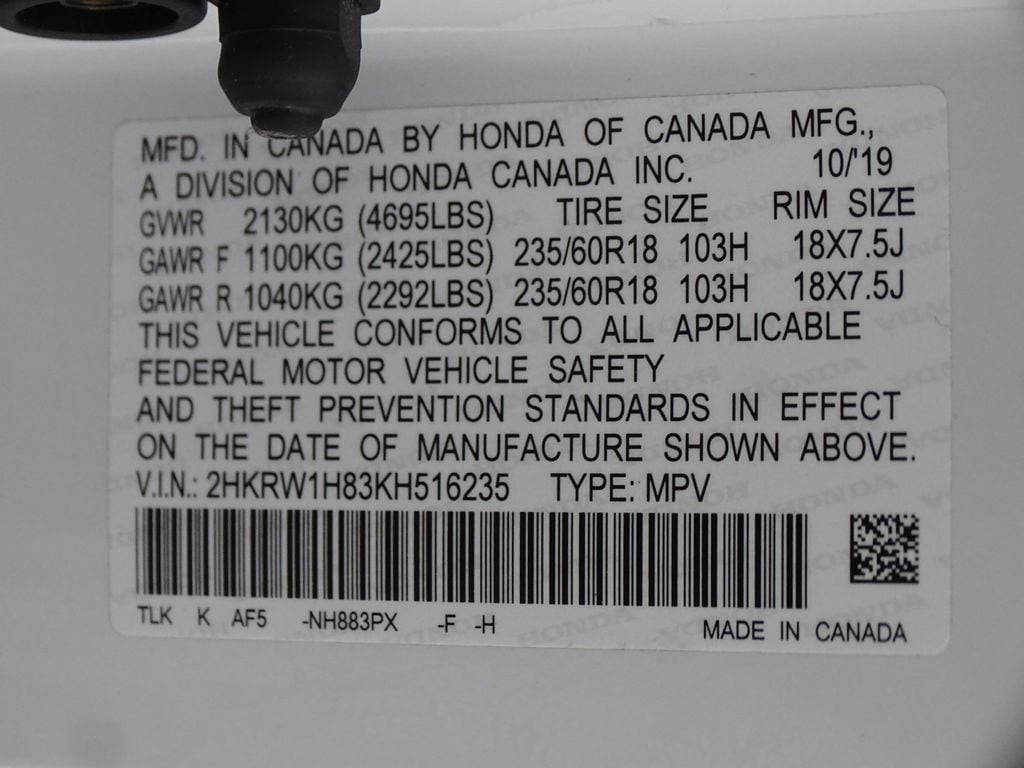 MFD. IN CANADA BY HONDA OF CANADA MFG.,
A DIVISION OF HONDA CANADA INC. 10/'19
GVWR 2130KG (4695LBS) TIRE SIZE RIM SIZE
GAWR F 1100KG (2425LBS) 235/60R18 103H 18X7.5J
GAWR R 1040KG (2292LBS) 235/60R18 103H 18X7.5J
THIS VEHICLE CONFORMS TO ALL APPLICABLE
FEDERAL MOTOR VEHICLE SAFETY
AND THEFT PREVENTION STANDARDS IN EFFECT
ON THE DATE OF MANUFACTURE SHOWN ABOVE.
V.I.N.: 2HKRW1H83KH516235 TYPE: MPV
TLK K AF5 -NH883PX -F -H
MADE IN CANADA